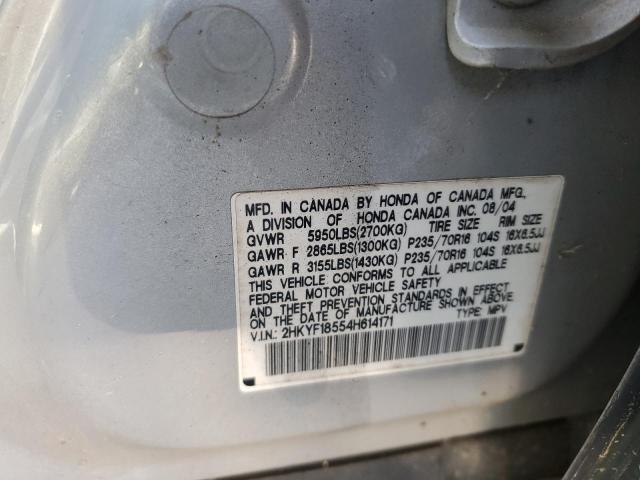 MFD. IN CANADA BY HONDA OF CANADA MFG.,
A DIVISION OF HONDA CANADA INC. 08/04
GVWR 5950LBS(2700KG) TIRE SIZE RIM SIZE
GAWR F 2865LBS(1300KG) P235/70R16 104S 16X6.5JJ
GAWR R 3155LBS(1430KG) P235/70R16 104S 16X6.5JJ
THIS VEHICLE CONFORMS TO ALL APPLICABLE
FEDERAL MOTOR VEHICLE SAFETY
AND THEFT PREVENTION STANDARDS IN EFFECT
ON THE DATE OF MANUFACTURE SHOWN ABOVE.
V.I.N.: 2HKYF18554H614171 TYPE: MPV